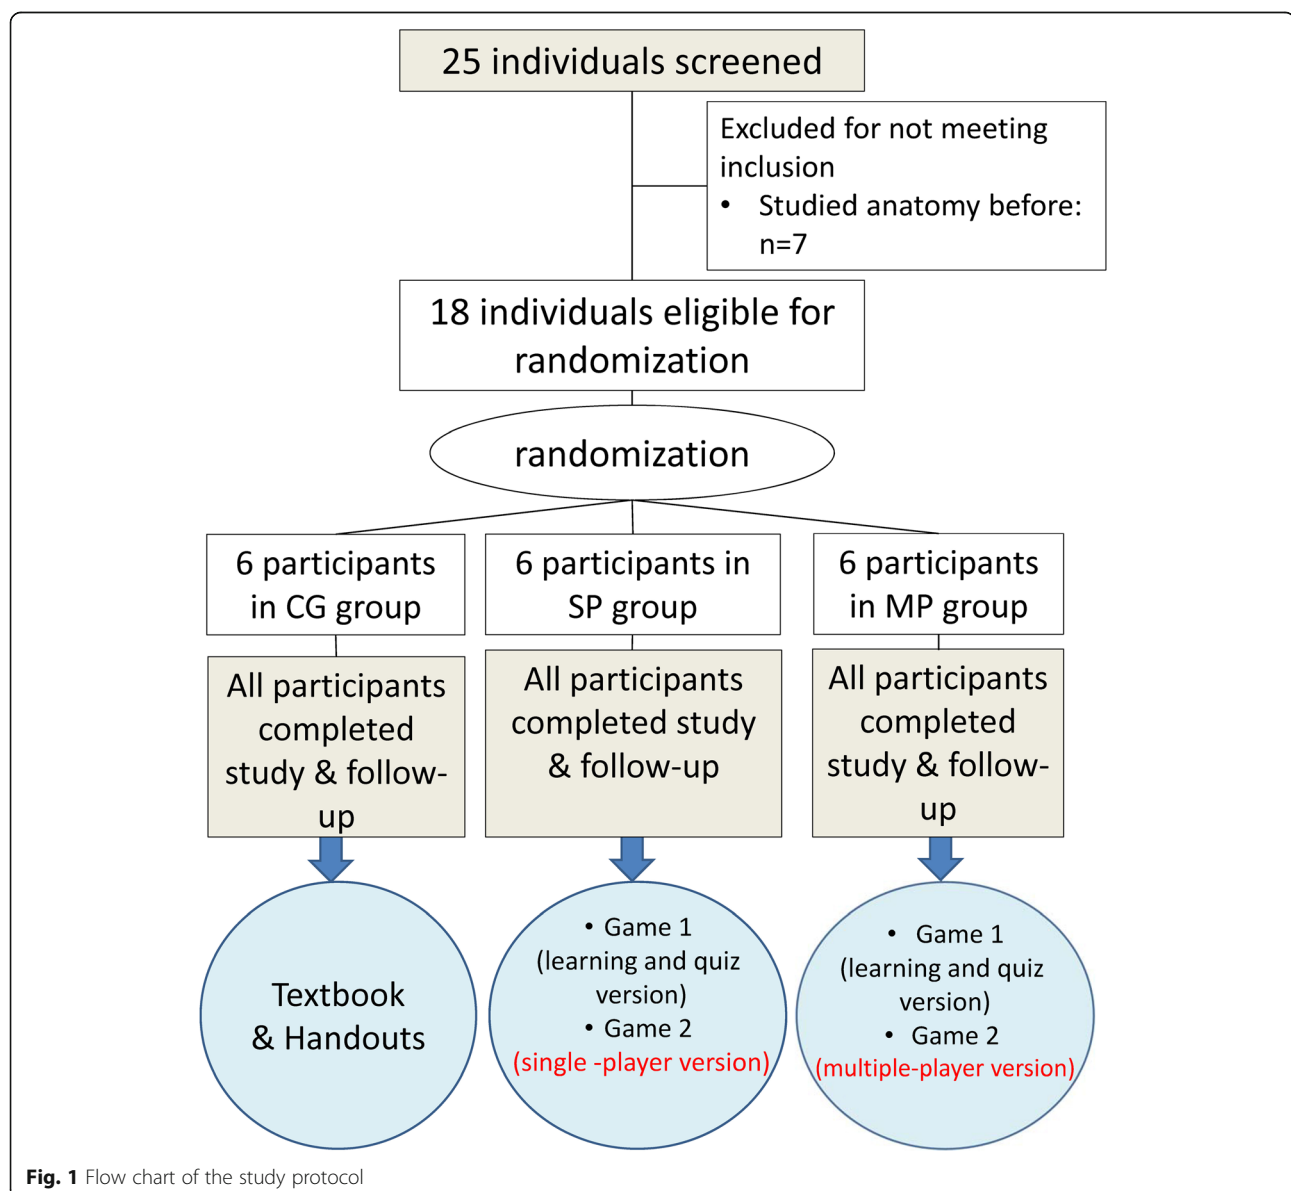 25 individuals screened
Excluded for not meeting
inclusion
• Studied anatomy before:
n=7
18 individuals eligible for
randomization
randomization
6 participants
in CG group
6 participants in
SP group
6 participants
in MP group
All participants
completed
study & follow-
up
All participants
completed study
& follow-up
All participants
completed
study & follow-
up
Textbook
& Handouts
• Game 1
(learning and quiz
version)
• Game 2
(single -player version)
• Game 1
(learning and quiz
version)
• Game 2
(multiple-player version)
Fig. 1 Flow chart of the study protocol